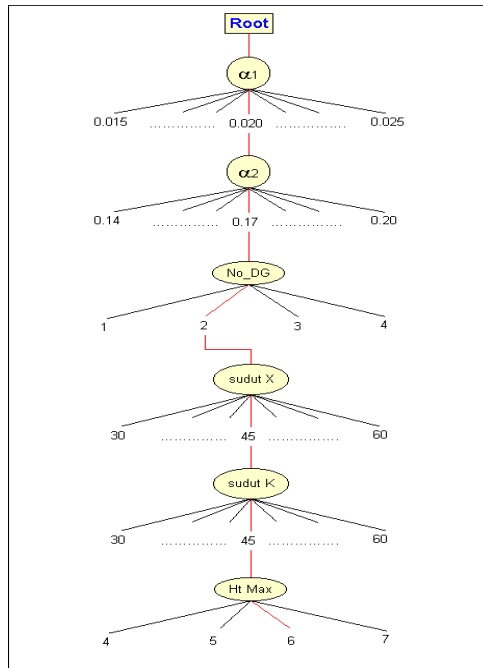 Root
α1
0.015 ............. 0.020 ............. 0.025
α2
0.14 ............. 0.17 ............. 0.20
No_DG
1 2 3 4
sudut X
30 ............. 45 ............. 60
sudut K
30 ............. 45 ............. 60
Ht Max
4 5 6 7